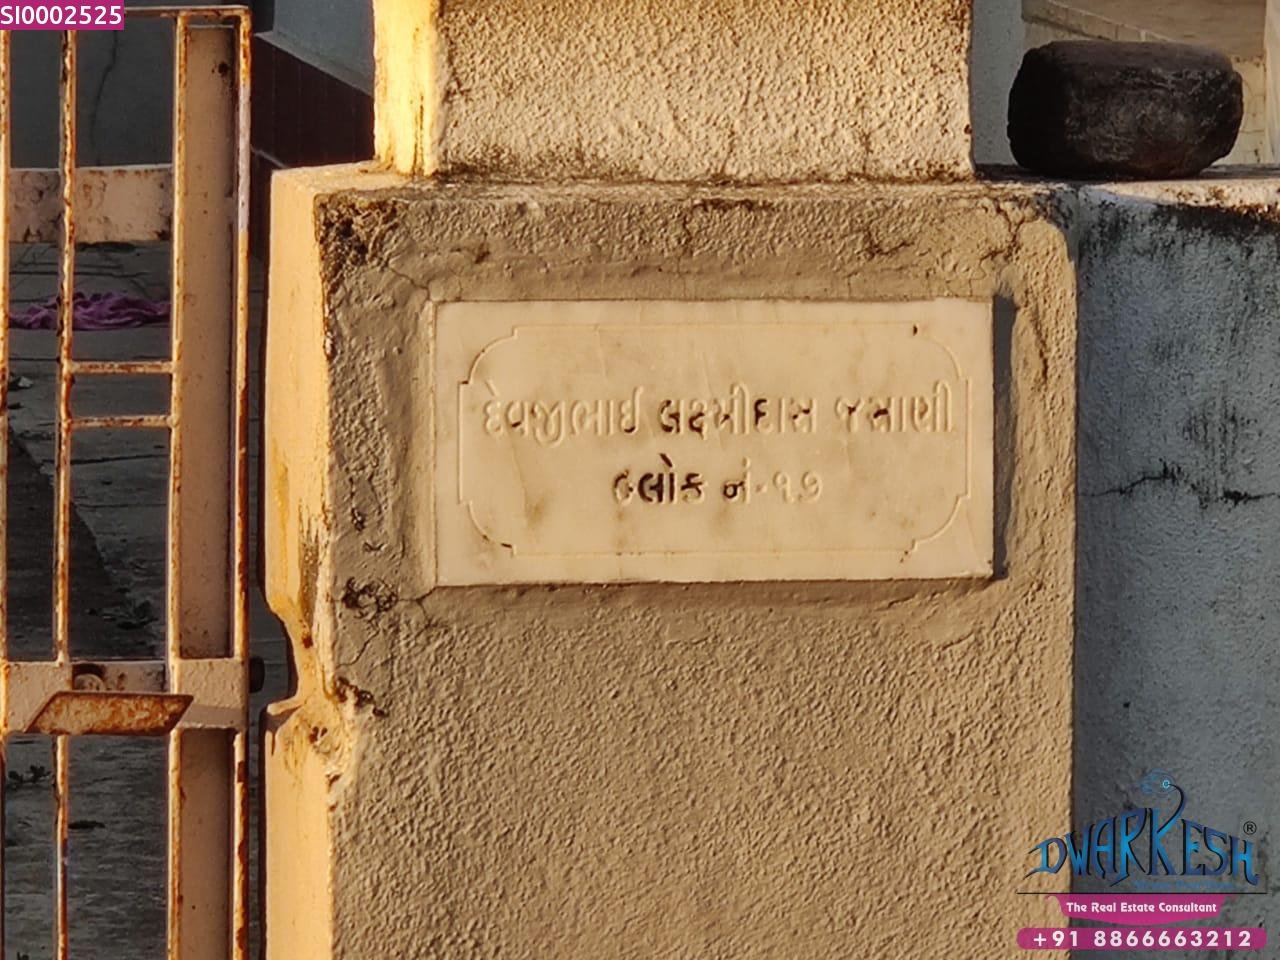 SI0002525
દેવજીભાઈ લક્ષ્મીદાસ જસાણી
બ્લોક નં·૧૭
DWARKESH®
The Real Estate Consultant
+91 8866663212